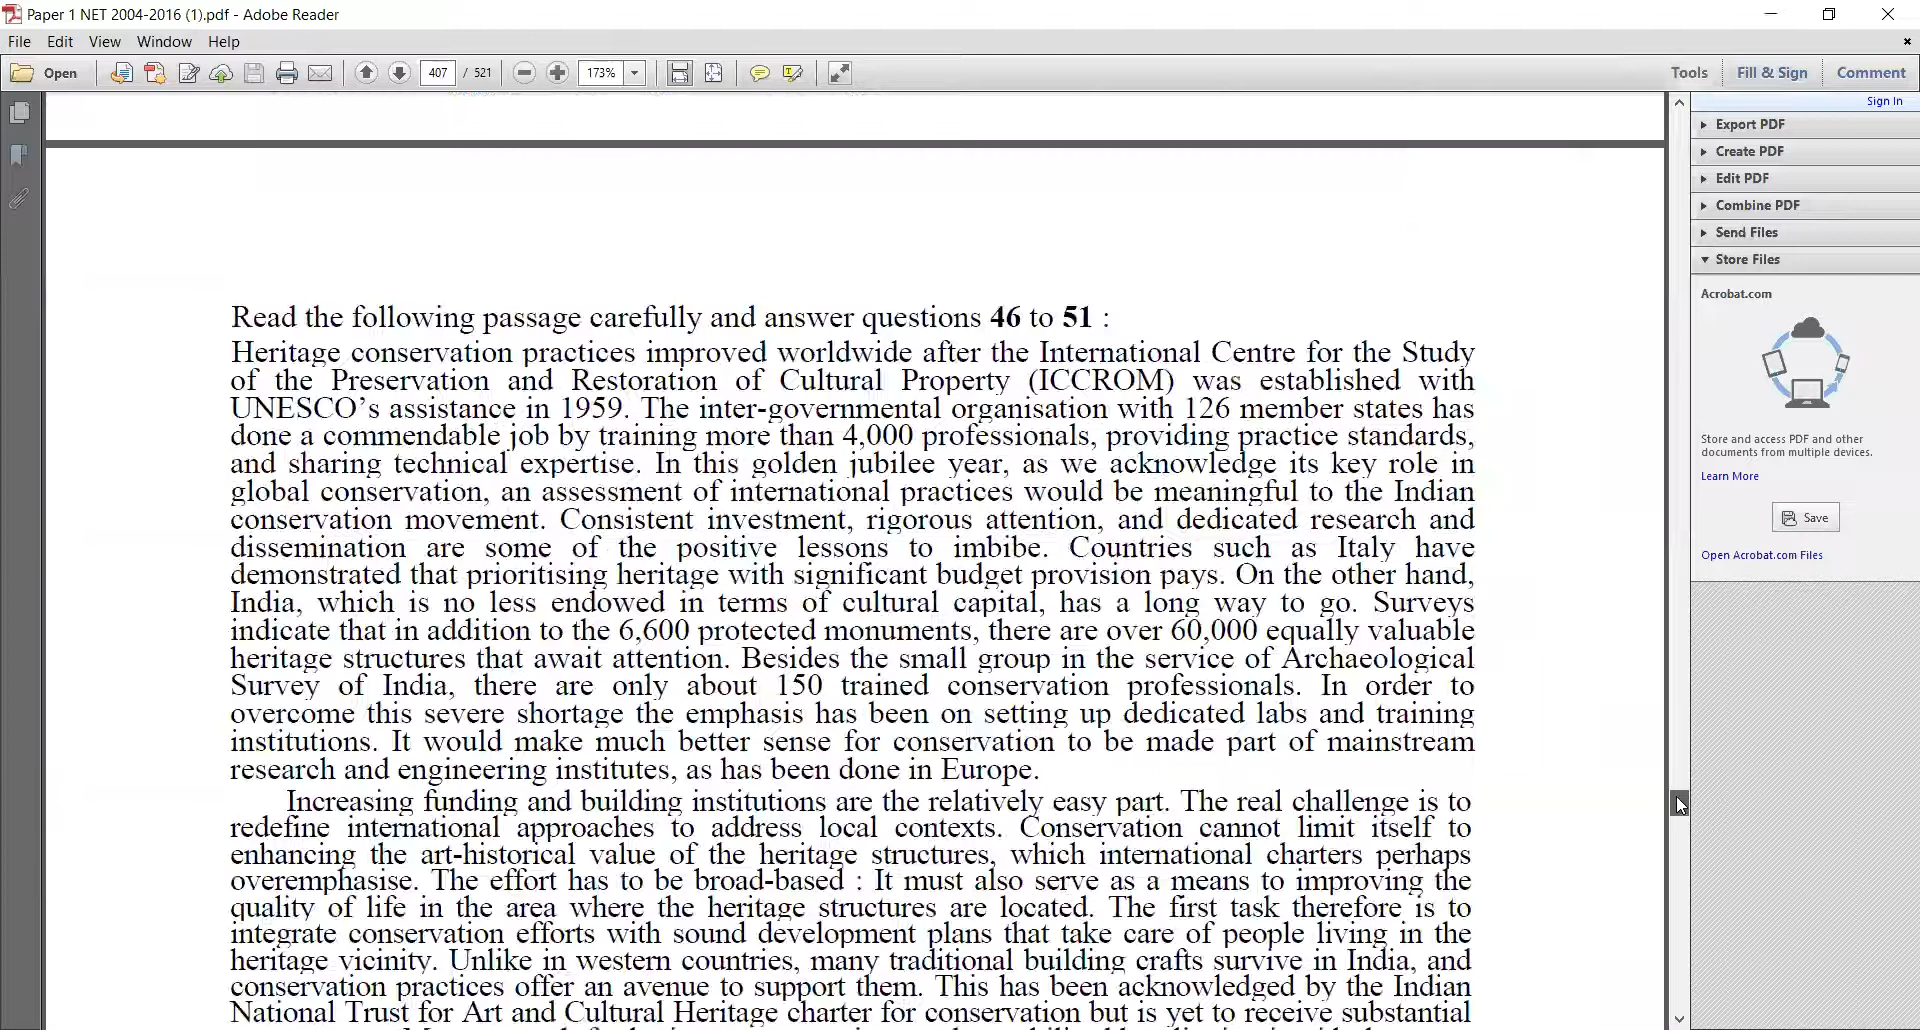 Paper 1 NET 2004-2016 (1).pdf - Adobe Reader
File Edit View Window Help
Open 407 / 521 173% Tools Fill & Sign Comment
Sign In
Export PDF
Create PDF
Edit PDF
Combine PDF
Send Files
Store Files
Acrobat.com
Store and access PDF and other
documents from multiple devices.
Learn More
Save
Open Acrobat.com Files
Read the following passage carefully and answer questions 46 to 51 :
Heritage conservation practices improved worldwide after the International Centre for the Study
of the Preservation and Restoration of Cultural Property (ICCROM) was established with
UNESCO's assistance in 1959. The inter-governmental organisation with 126 member states has
done a commendable job by training more than 4,000 professionals, providing practice standards,
and sharing technical expertise. In this golden jubilee year, as we acknowledge its key role in
global conservation, an assessment of international practices would be meaningful to the Indian
conservation movement. Consistent investment, rigorous attention, and dedicated research and
dissemination are some of the positive lessons to imbibe. Countries such as Italy have
demonstrated that prioritising heritage with significant budget provision pays. On the other hand,
India, which is no less endowed in terms of cultural capital, has a long way to go. Surveys
indicate that in addition to the 6,600 protected monuments, there are over 60,000 equally valuable
heritage structures that await attention. Besides the small group in the service of Archaeological
Survey of India, there are only about 150 trained conservation professionals. In order to
overcome this severe shortage the emphasis has been on setting up dedicated labs and training
institutions. It would make much better sense for conservation to be made part of mainstream
research and engineering institutes, as has been done in Europe.
Increasing funding and building institutions are the relatively easy part. The real challenge is to
redefine international approaches to address local contexts. Conservation cannot limit itself to
enhancing the art-historical value of the heritage structures, which international charters perhaps
overemphasise. The effort has to be broad-based : It must also serve as a means to improving the
quality of life in the area where the heritage structures are located. The first task therefore is to
integrate conservation efforts with sound development plans that take care of people living in the
heritage vicinity. Unlike in western countries, many traditional building crafts survive in India, and
conservation practices offer an avenue to support them. This has been acknowledged by the Indian
National Trust for Art and Cultural Heritage charter for conservation but is yet to receive substantial